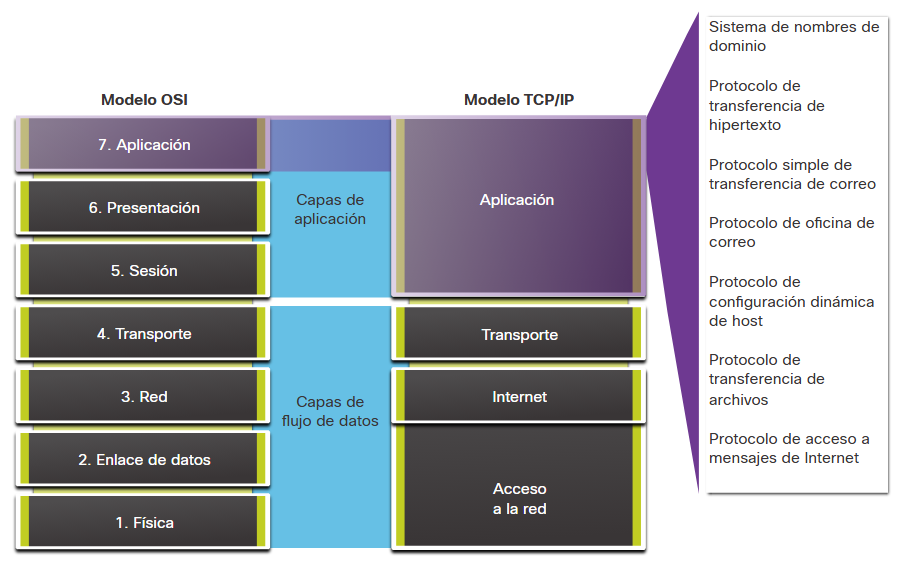 Modelo OSI
7. Aplicación
6. Presentación
5. Sesión
4. Transporte
3. Red
2. Enlace de datos
1. Física
Capas de
aplicación
Capas de
flujo de datos
Modelo TCP/IP
Aplicación
Transporte
Internet
Acceso
a la red
Sistema de nombres de
dominio
Protocolo de
transferencia de
hipertexto
Protocolo simple de
transferencia de correo
Protocolo de oficina de
correo
Protocolo de
configuración dinámica
de host
Protocolo de
transferencia de
archivos
Protocolo de acceso a
mensajes de Internet